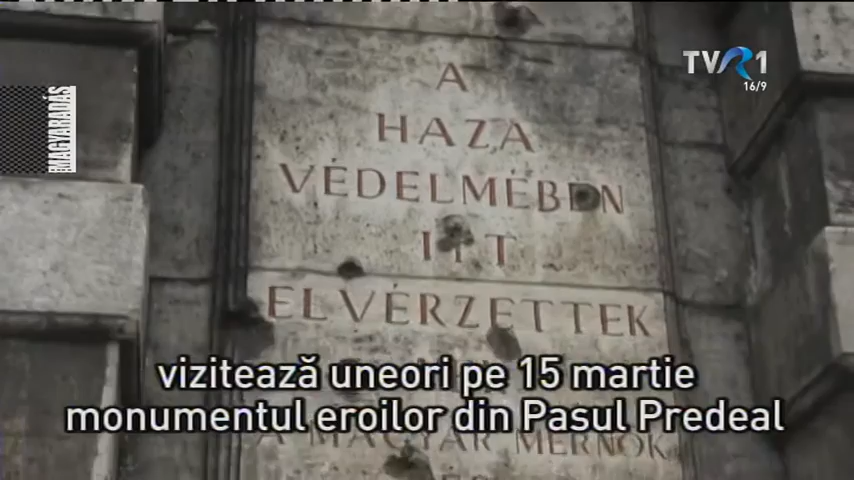 TVR1
16/9
MAGYARADÁS
A
HAZA
VÉDELMÉBEN
ITT
ELVÉREZTEK
vizitează uneori pe 15 martie
monumentul eroilor din Pasul Predeal
A MAGYAR MÉRNÖK